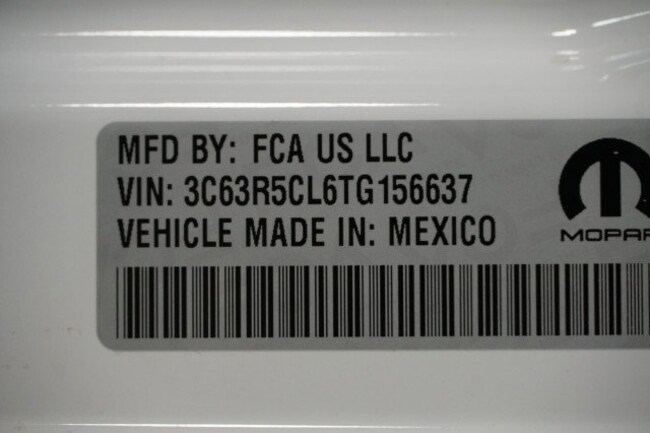 MFD BY: FCA US LLC
VIN: 3C63R5CL6TG156637
VEHICLE MADE IN: MEXICO
MOPAR